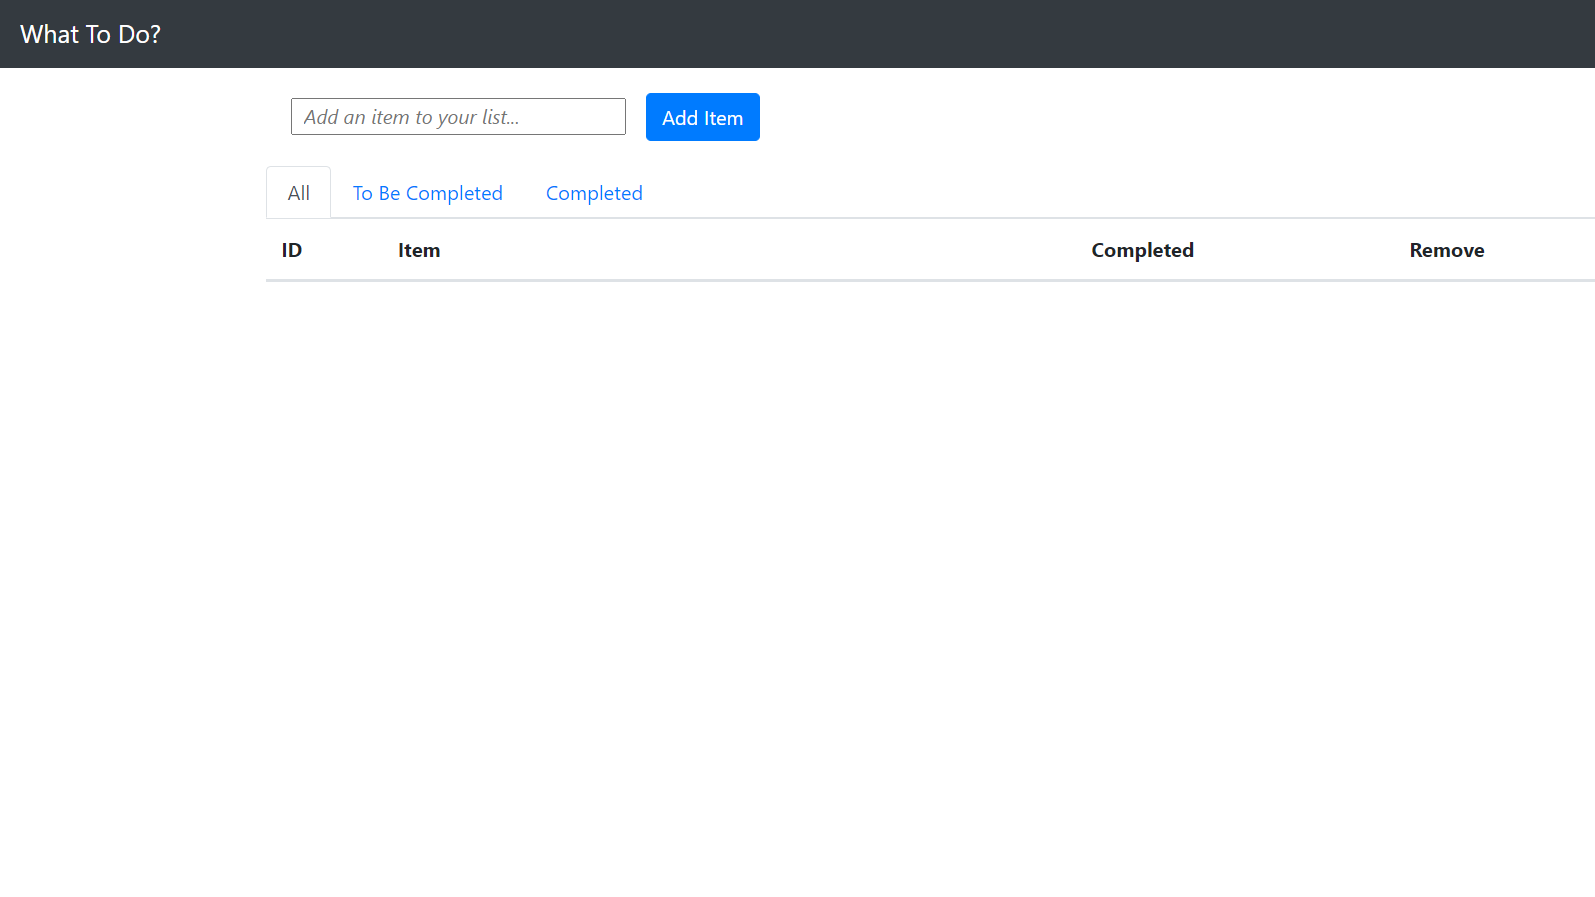 What To Do?
Add an item to your list...
Add Item
All To Be Completed Completed
ID Item Completed Remove